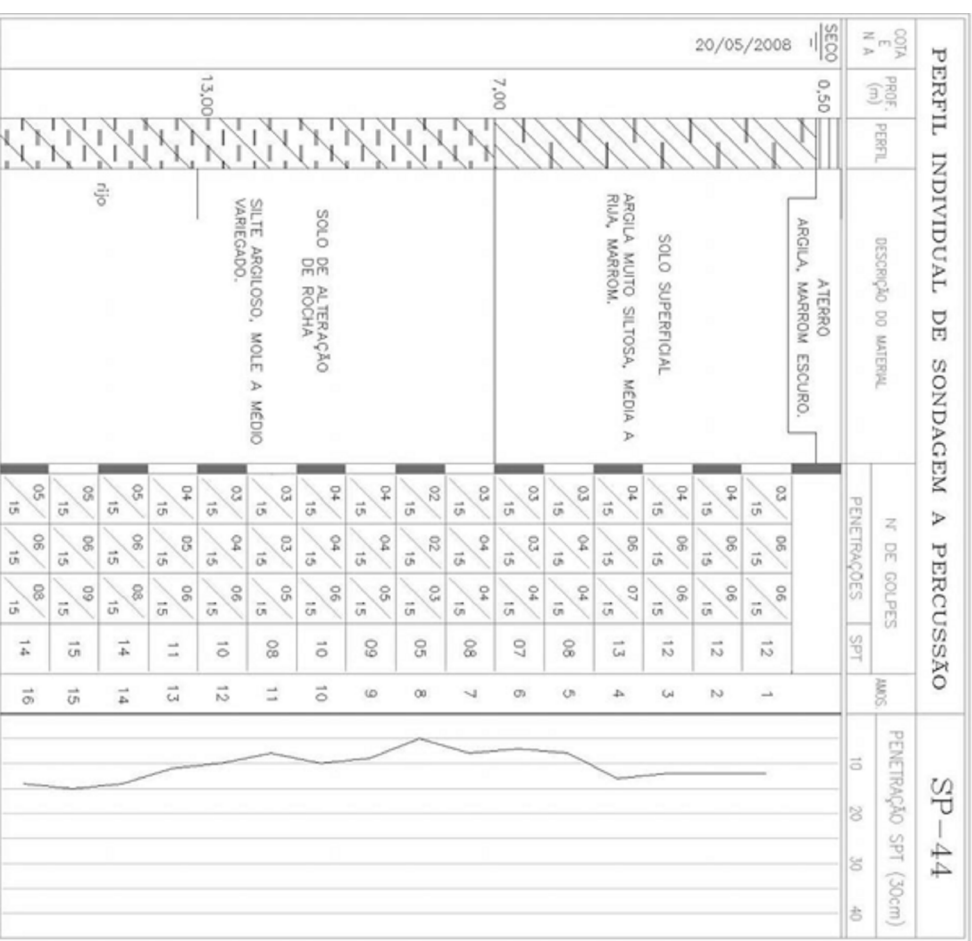 PERFIL INDIVIDUAL DE SONDAGEM A PERCUSSÃO SP-44
COTA E N A
PROF. (m)
PERFIL
DESCRIÇÃO DO MATERIAL
N° DE GOLPES
PENETRAÇÕES SPT
AMOS.
PENETRAÇÃO SPT (30cm)
10 20 30 40
SECO
20/05/2008
0,50
ATERRO
ARGILA, MARROM ESCURO.
03/15 06/15 06/15 12 1
04/15 06/15 06/15 12 2
SOLO SUPERFICIAL
04/15 06/15 06/15 12 3
ARGILA MUITO SILTOSA, MÉDIA A
RIJA, MARROM.
04/15 06/15 07/15 13 4
03/15 04/15 04/15 08 5
03/15 03/15 04/15 07 6
7,00
03/15 04/15 04/15 08 7
02/15 02/15 03/15 05 8
04/15 04/15 05/15 09 9
SOLO DE ALTERAÇÃO
DE ROCHA
04/15 04/15 06/15 10 10
SILTE ARGILOSO, MOLE A MÉDIO
VARIEGADO.
03/15 03/15 05/15 08 11
03/15 04/15 06/15 10 12
13,00
04/15 05/15 06/15 11 13
05/15 06/15 08/15 14 14
rijo
05/15 06/15 09/15 15 15
05/15 06/15 08/15 14 16